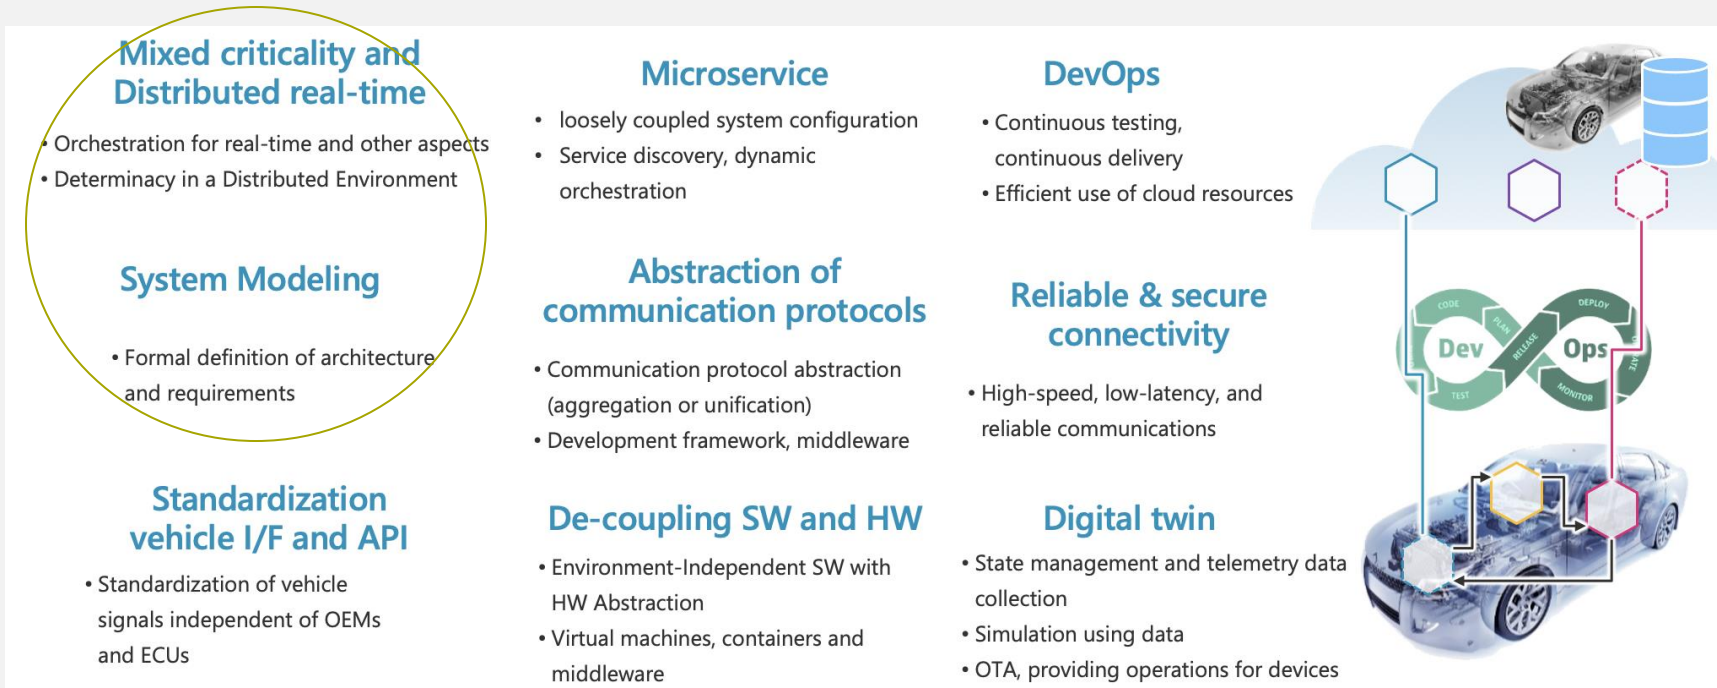 Mixed criticality and
Distributed real-time
• Orchestration for real-time and other aspects
• Determinacy in a Distributed Environment
System Modeling
• Formal definition of architecture
and requirements
Standardization
vehicle I/F and API
• Standardization of vehicle
signals independent of OEMs
and ECUs
Microservice
• loosely coupled system configuration
• Service discovery, dynamic
orchestration
Abstraction of
communication protocols
• Communication protocol abstraction
(aggregation or unification)
• Development framework, middleware
De-coupling SW and HW
• Environment-Independent SW with
HW Abstraction
• Virtual machines, containers and
middleware
DevOps
• Continuous testing,
continuous delivery
• Efficient use of cloud resources
Reliable & secure
connectivity
• High-speed, low-latency, and
reliable communications
Digital twin
• State management and telemetry data
collection
• Simulation using data
• OTA, providing operations for devices
CODE
PLAN
RELEASE
DEPLOY
Dev
Ops
TEST
MONITOR